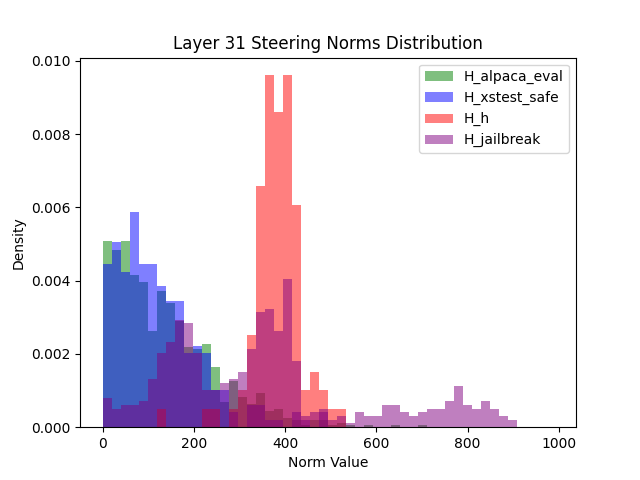 Layer 31 Steering Norms Distribution
H_alpaca_eval
H_xstest_safe
H_h
H_jailbreak
0.010
0.008
0.006
0.004
0.002
0.000
Density
0 200 400 600 800 1000
Norm Value